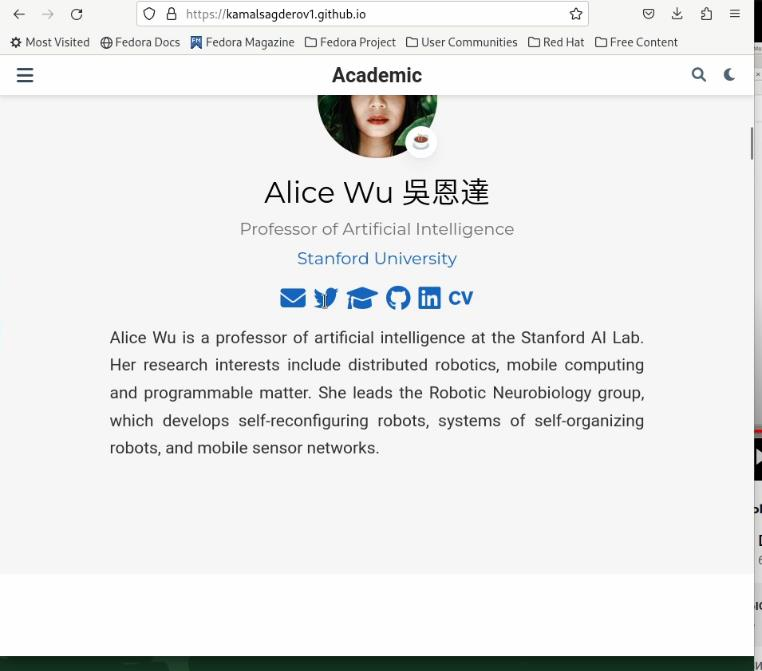 https://kamalsagderov1.github.io
Most Visited Fedora Docs Fedora Magazine Fedora Project User Communities Red Hat Free Content
Academic
Alice Wu 吳恩達
Professor of Artificial Intelligence
Stanford University
CV
Alice Wu is a professor of artificial intelligence at the Stanford AI Lab.
Her research interests include distributed robotics, mobile computing
and programmable matter. She leads the Robotic Neurobiology group,
which develops self-reconfiguring robots, systems of self-organizing
robots, and mobile sensor networks.